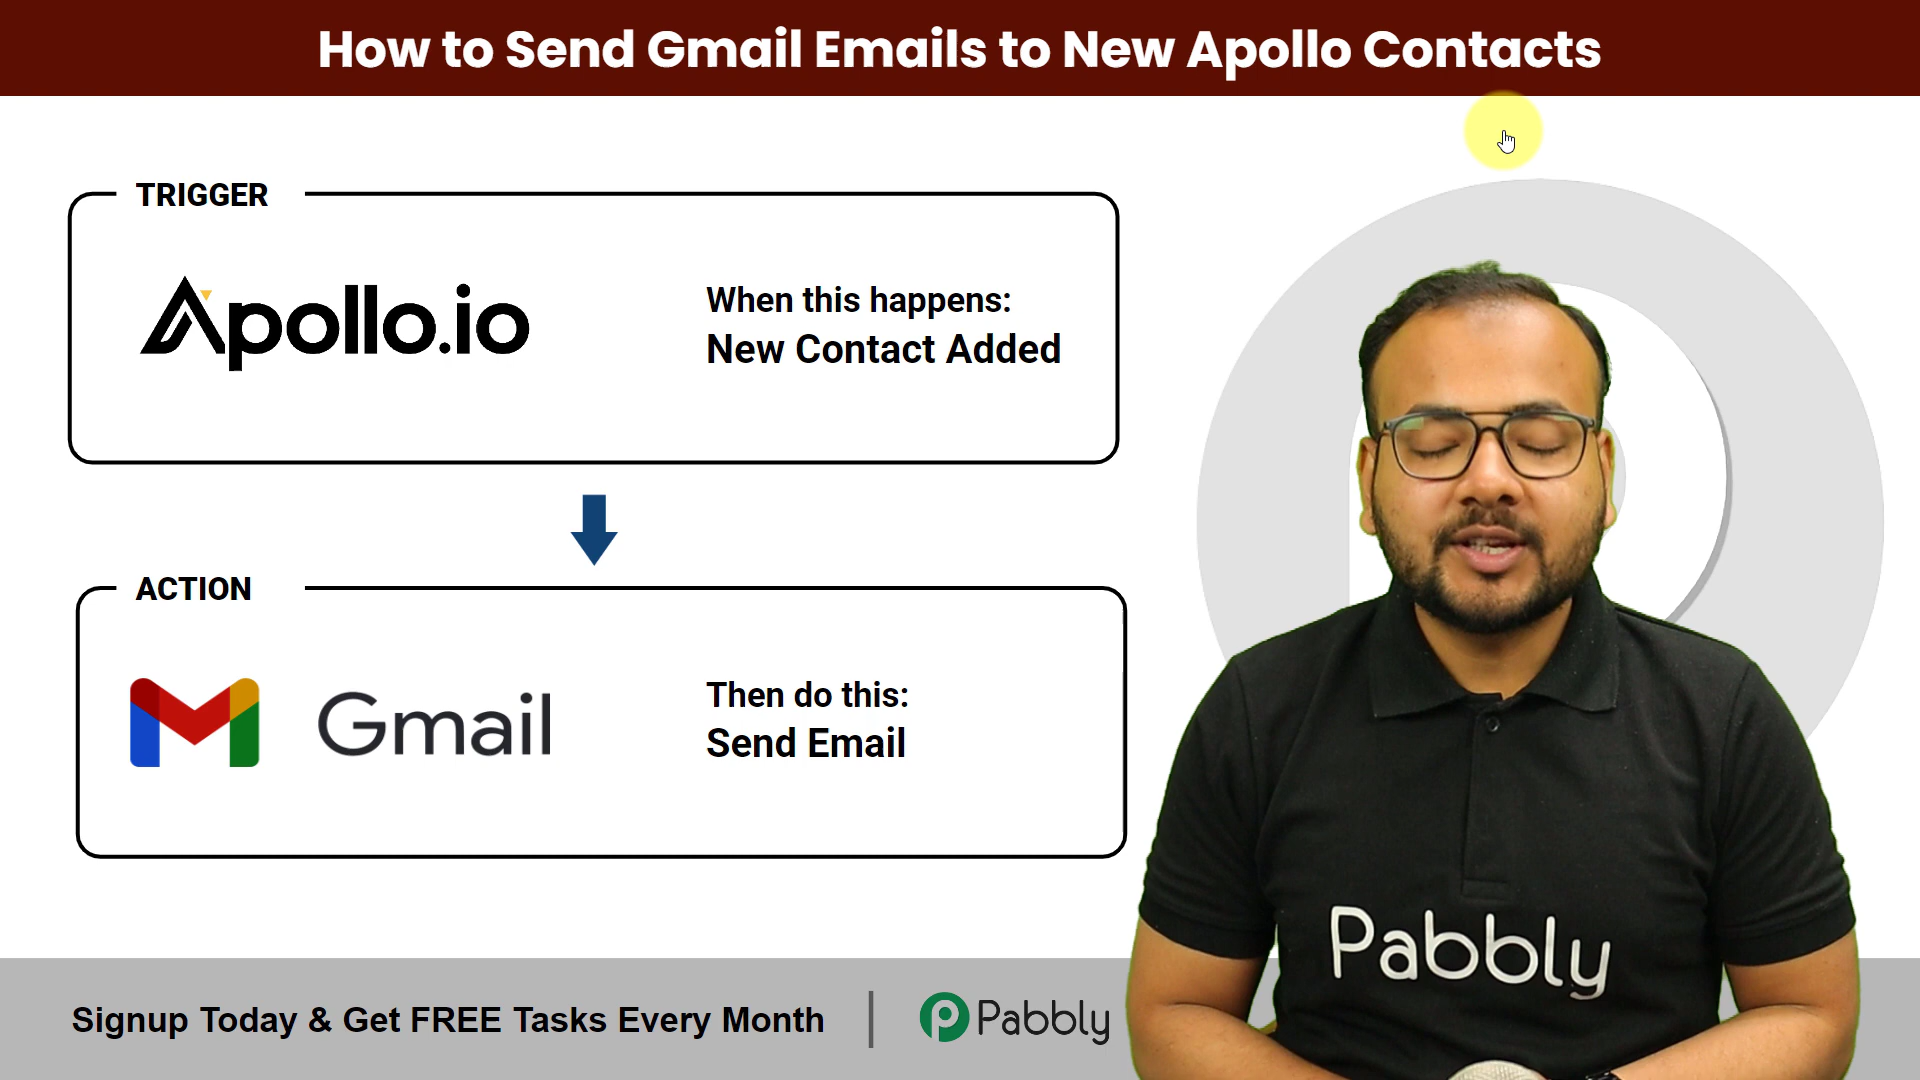 How to Send Gmail Emails to New Apollo Contacts
TRIGGER
Apollo.io
When this happens:
New Contact Added
ACTION
Gmail
Then do this:
Send Email
Pabbly
Signup Today & Get FREE Tasks Every Month
Pabbly